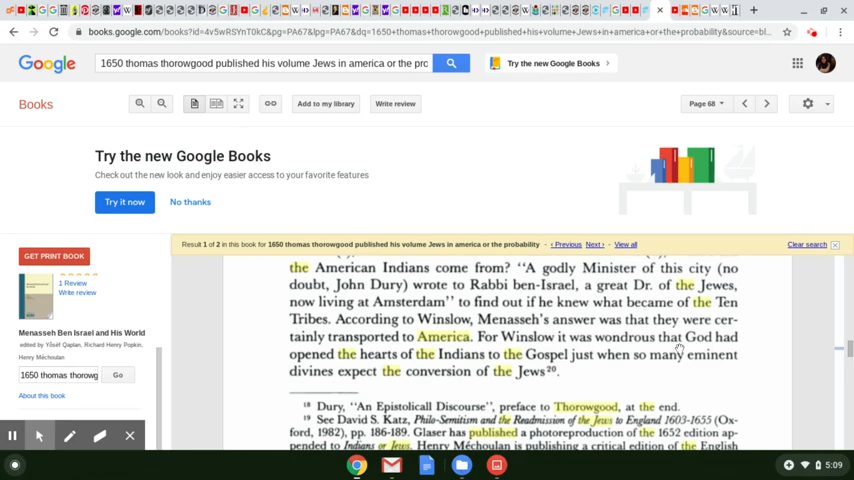 google.com/books?id=4v5wRSYnT0kC&pg=PA67&lpg=PA67&dq=1650+thomas+thorowgood+published+his+volume+Jews+in+america+or+the+probability&source=bl...
Google
1650 thomas thorowgood published his volume Jews in america or the pro
Try the new Google Books
Books
Add to my library
Write review
Page 68
Try the new Google Books
Check out the new look and enjoy easier access to your favorite features
Try it now
No thanks
Result 1 of 2 in this book for 1650 thomas thorowgood published his volume Jews in america or the probability
‹ Previous Next › View all
Clear search
GET PRINT BOOK
1 Review
Write review
Menasseh Ben Israel and His World
edited by Yôsēf Qaplan, Richard Henry Popkin,
Henry Méchoulan
1650 thomas thorowg
Go
About this book
the American Indians come from? "A godly Minister of this city (no
doubt, John Dury) wrote to Rabbi ben-Israel, a great Dr. of the Jewes,
now living at Amsterdam" to find out if he knew what became of the Ten
Tribes. According to Winslow, Menasseh's answer was that they were cer-
tainly transported to America. For Winslow it was wondrous that God had
opened the hearts of the Indians to the Gospel just when so many eminent
divines expect the conversion of the Jews²⁰.
¹⁸ Dury, "An Epistolicall Discourse", preface to Thorowgood, at the end.
¹⁹ See David S. Katz, Philo-Semitism and the Readmission of the Jews to England 1603-1655 (Ox-
ford, 1982), pp. 186-189. Glaser has published a photoreproduction of the 1652 edition ap-
pended to Indians or Jews. Henry Méchoulan is publishing a critical edition of the English
5:09